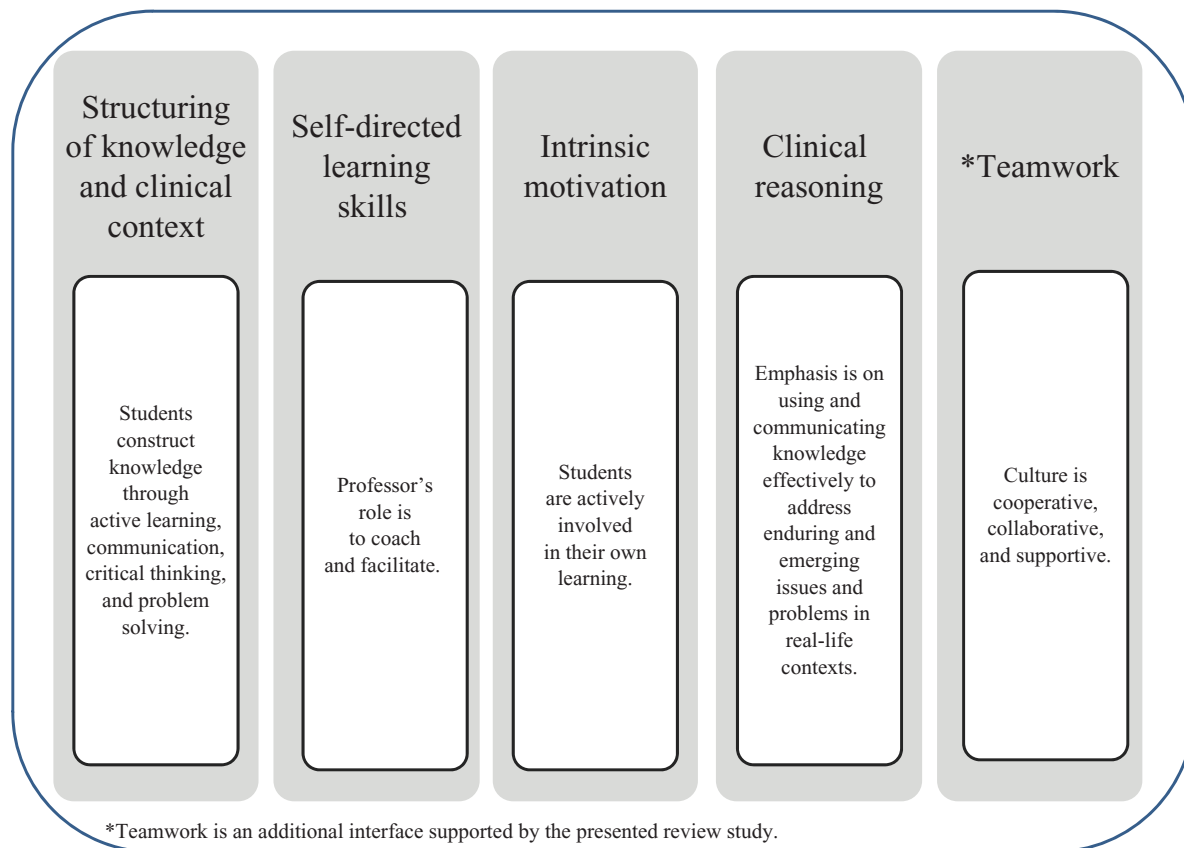 Structuring
of knowledge
and clinical
context
Students
construct
knowledge
through
active learning,
communication,
critical thinking,
and problem
solving.
Self-directed
learning
skills
Professor’s
role is
to coach
and facilitate.
Intrinsic
motivation
Students
are actively
involved
in their own
learning.
Clinical
reasoning
Emphasis is on
using and
communicating
knowledge
effectively to
address
enduring and
emerging
issues and
problems in
real-life
contexts.
*Teamwork
Culture is
cooperative,
collaborative,
and supportive.
*Teamwork is an additional interface supported by the presented review study.